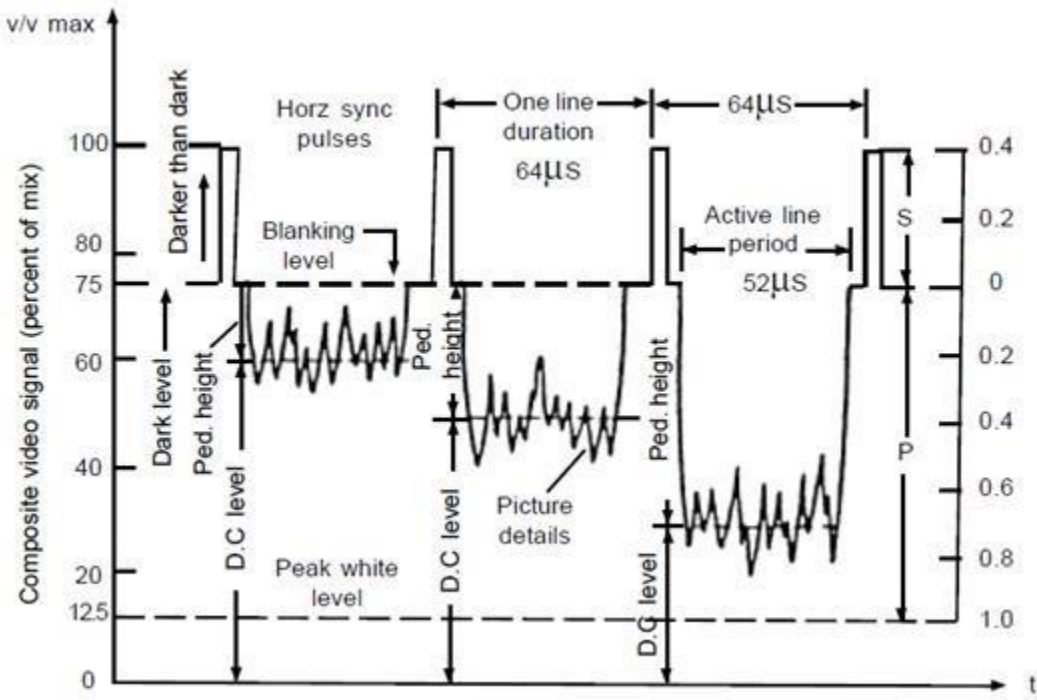 v/v max
Composite video signal (percent of mix)
100
80
75
60
40
20
12.5
0
Darker than dark
Dark level
Horz sync
pulses
Blanking
level
Ped. height
D.C level
Peak white
level
One line
duration
64μS
Ped.
height
D.C level
Picture
details
64μS
Active line
period
52μS
Ped. height
D.C level
S
P
0.4
0.2
0
0.2
0.4
0.6
0.8
1.0
t